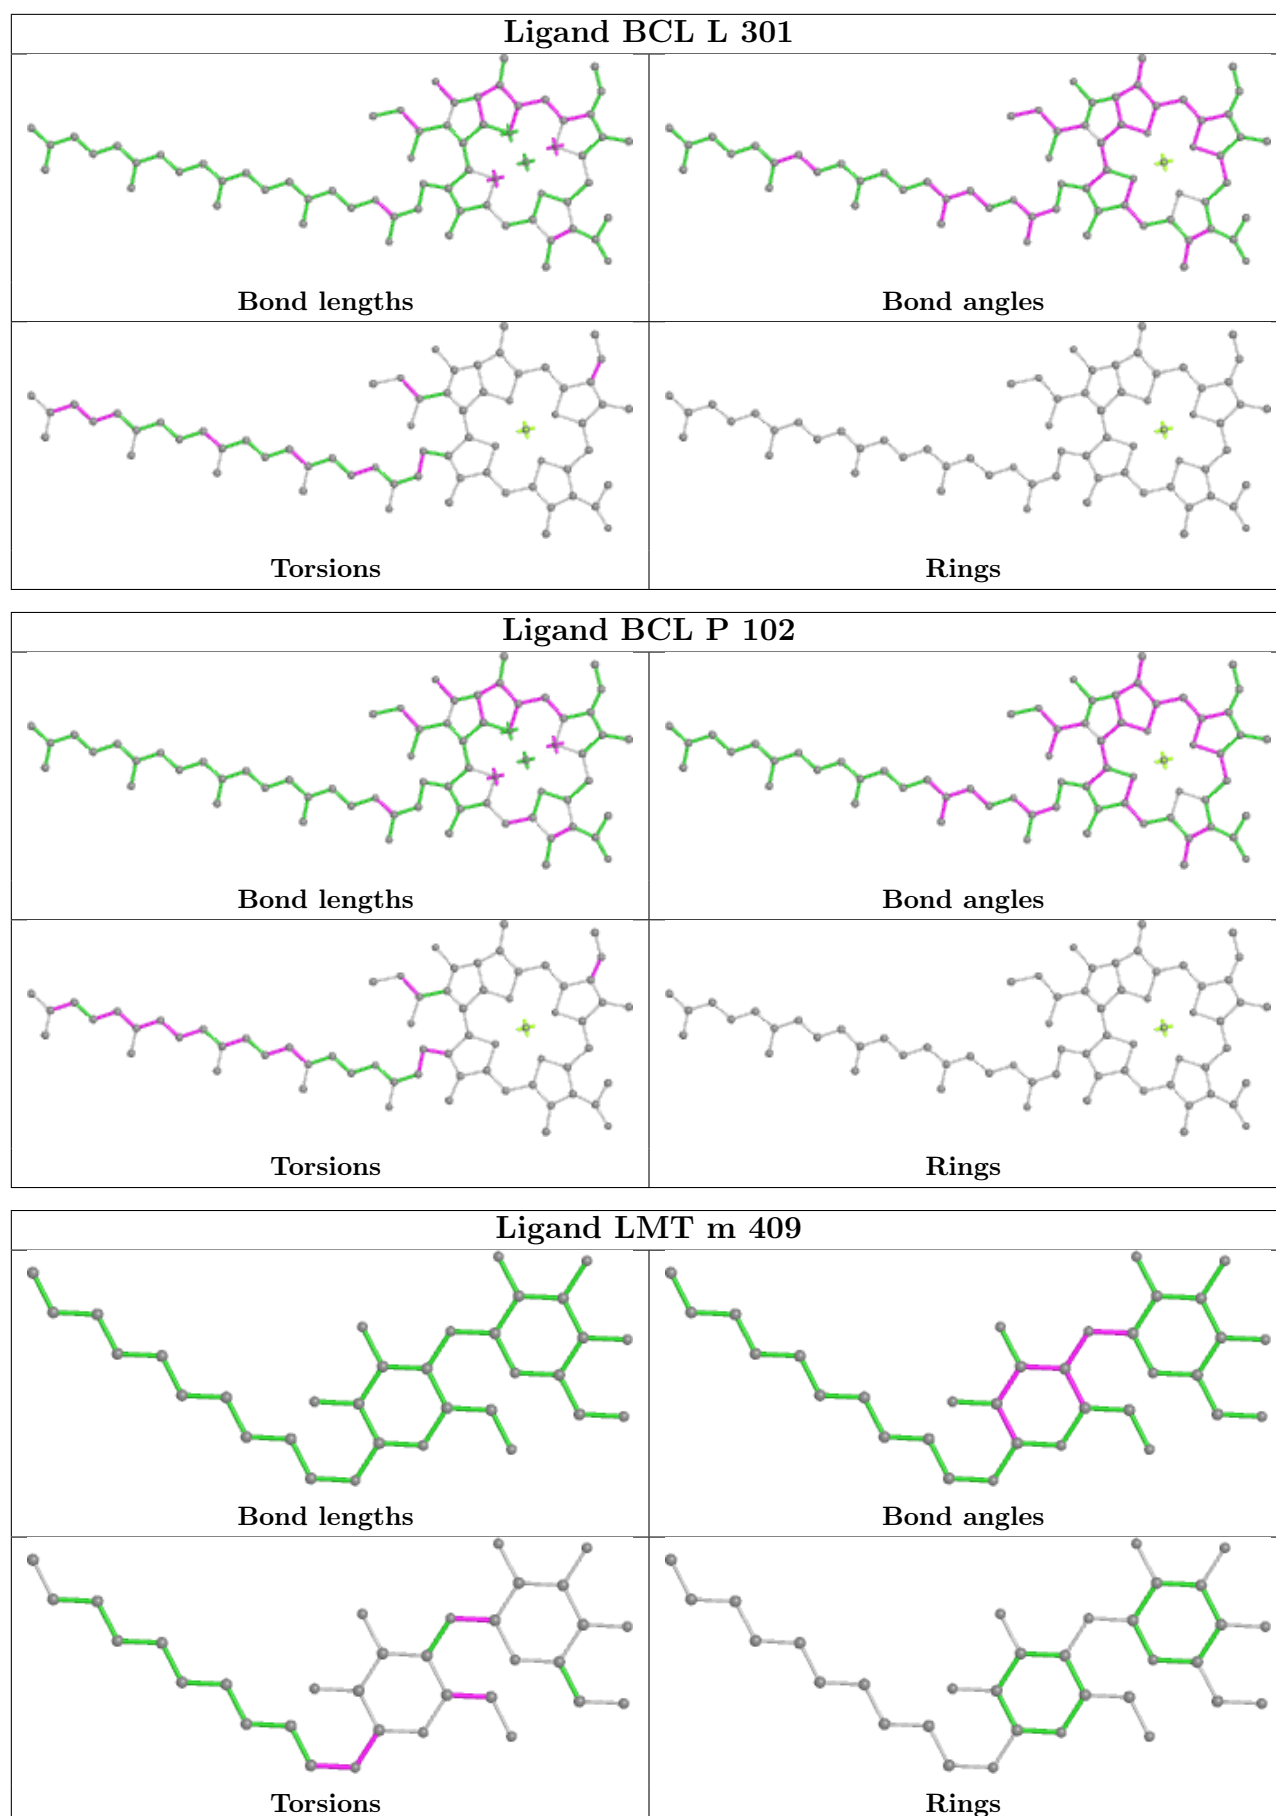 Ligand BCL L 301
Bond lengths
Bond angles
Torsions
Rings
Ligand BCL P 102
Bond lengths
Bond angles
Torsions
Rings
Ligand LMT m 409
Bond lengths
Bond angles
Torsions
Rings